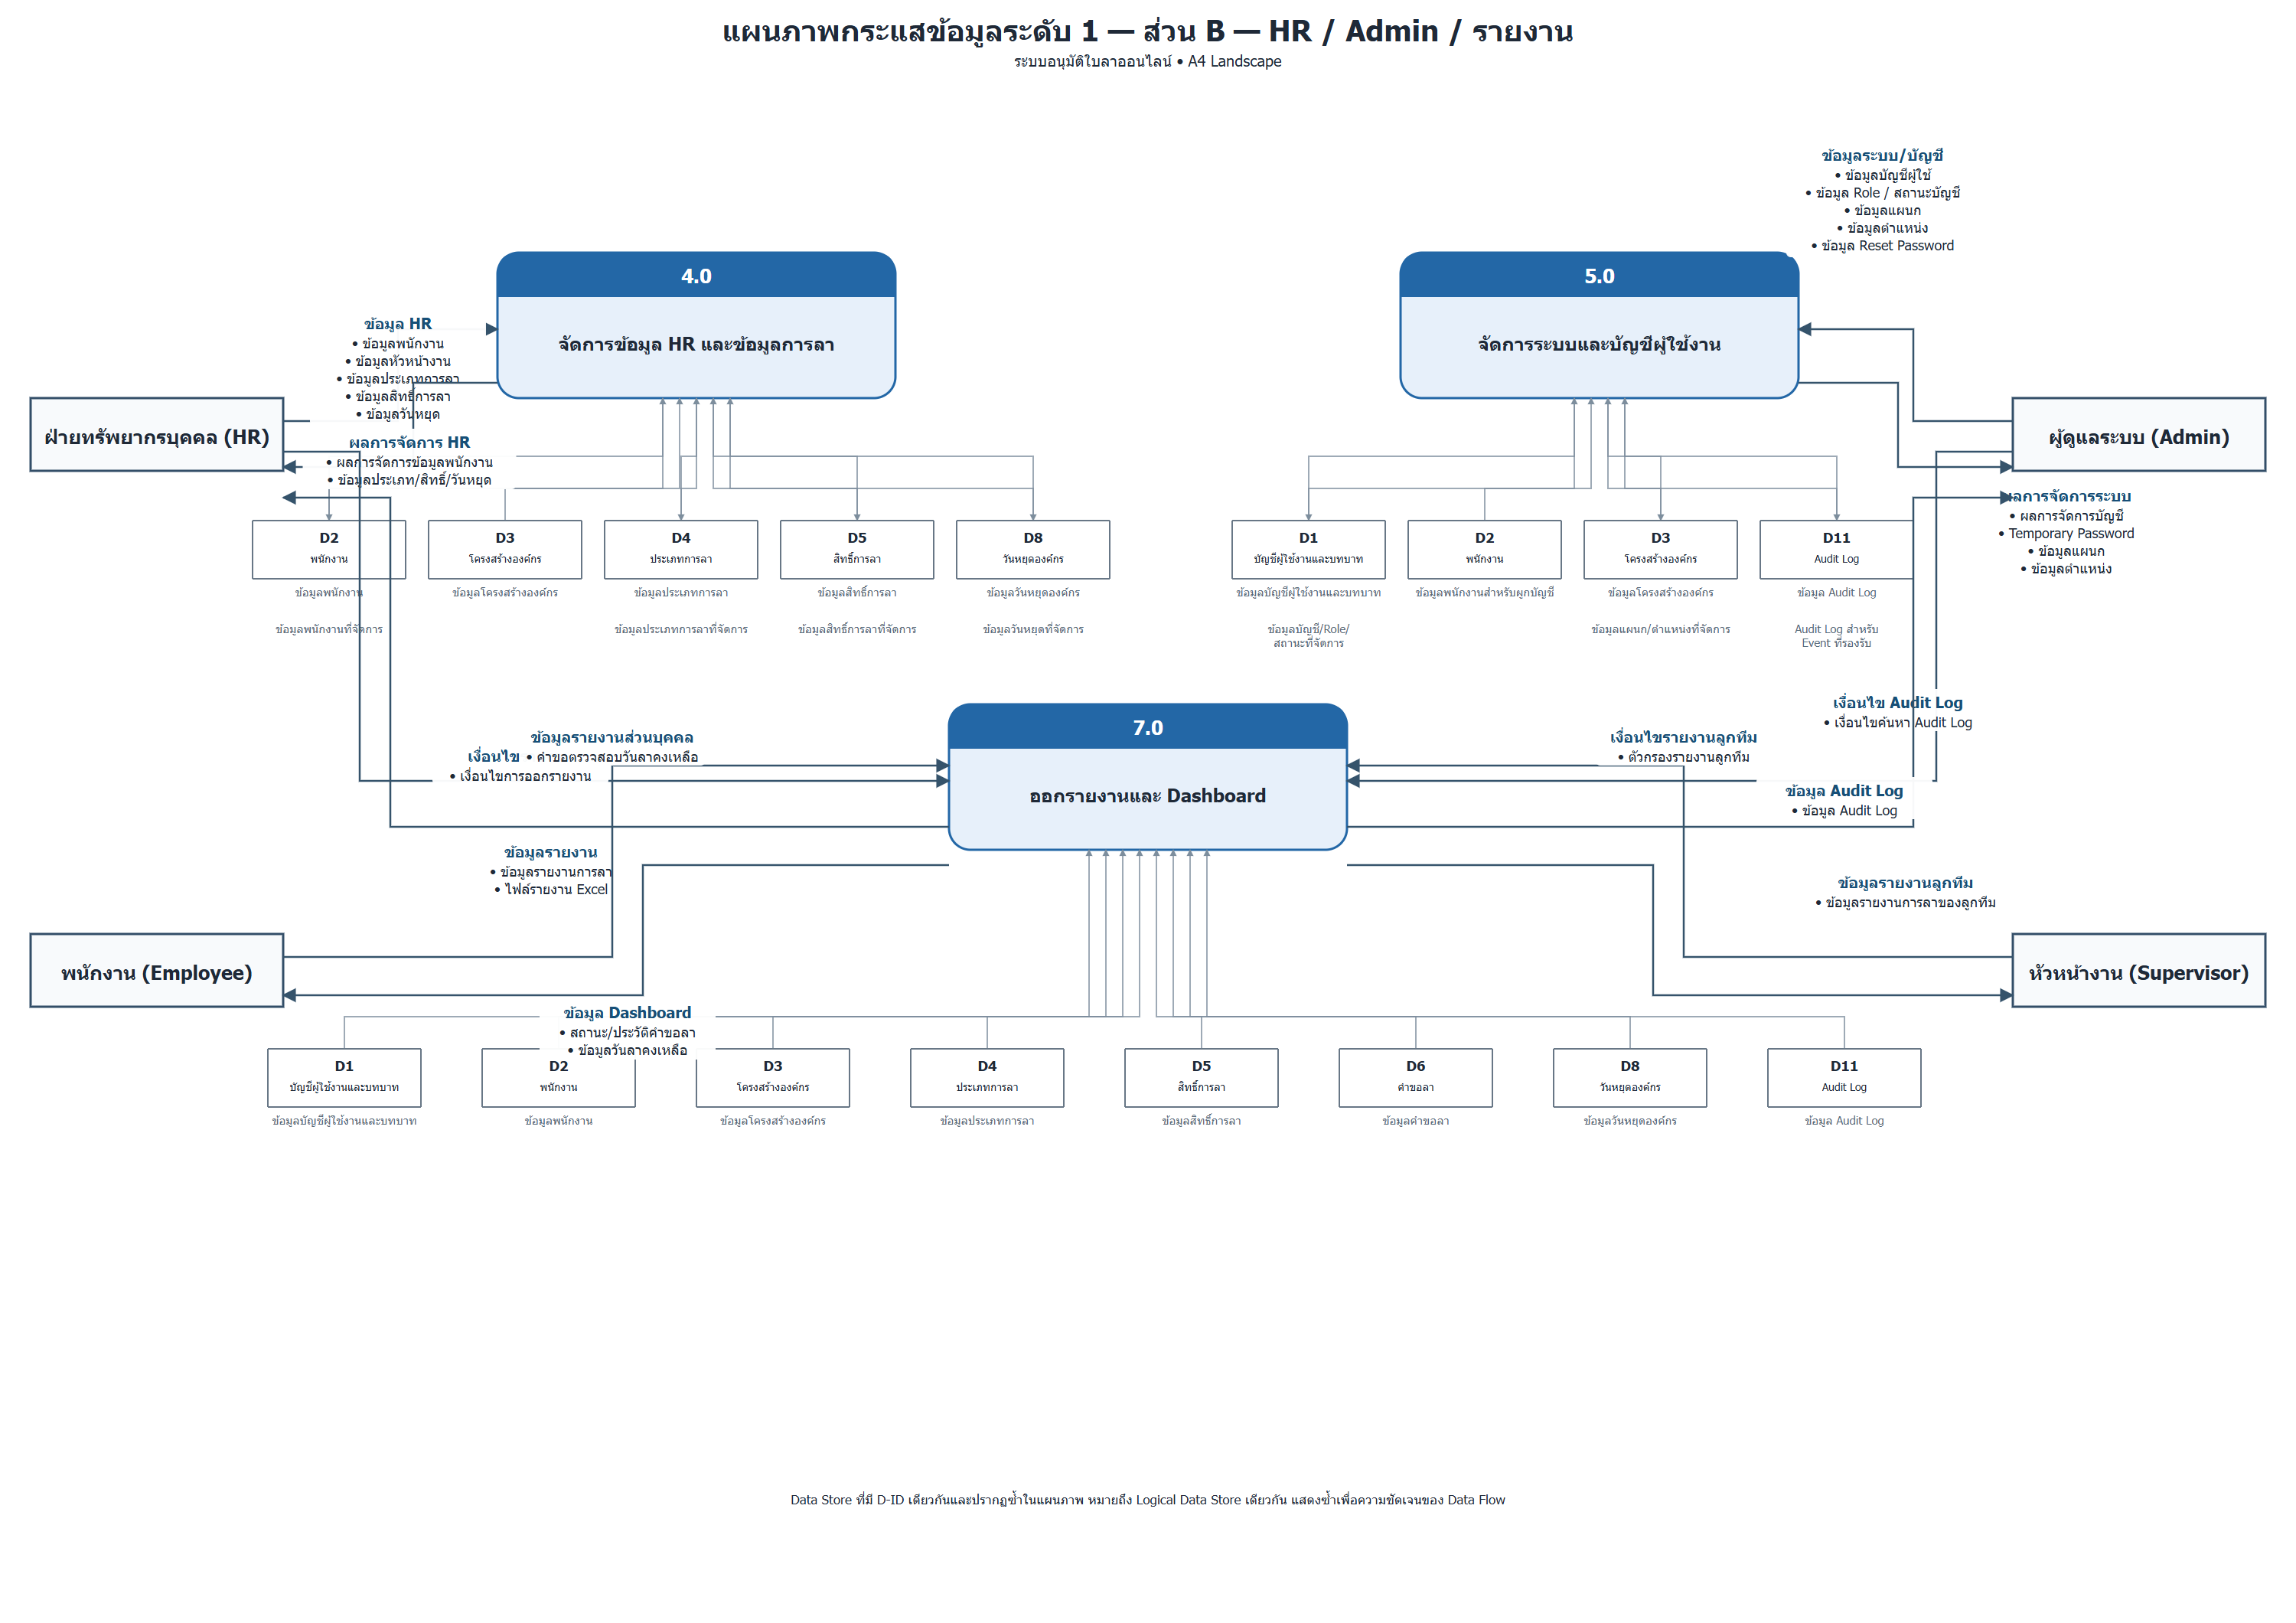 แผนภาพกระแสข้อมูลระดับ 1 — ส่วน B — HR / Admin / รายงาน
ระบบอนุมัติใบลาออนไลน์ • A4 Landscape
ข้อมูลระบบ/บัญชี
• ข้อมูลบัญชีผู้ใช้
• ข้อมูล Role / สถานะบัญชี
• ข้อมูลแผนก
• ข้อมูลตำแหน่ง
• ข้อมูล Reset Password
4.0
จัดการข้อมูล HR และข้อมูลการลา
5.0
จัดการระบบและบัญชีผู้ใช้งาน
ข้อมูล HR
• ข้อมูลพนักงาน
• ข้อมูลหัวหน้างาน
• ข้อมูลประเภทการลา
• ข้อมูลสิทธิ์การลา
• ข้อมูลวันหยุด
ฝ่ายทรัพยากรบุคคล (HR)
ผู้ดูแลระบบ (Admin)
ผลการจัดการ HR
• ผลการจัดการข้อมูลพนักงาน
• ข้อมูลประเภท/สิทธิ์/วันหยุด
ผลการจัดการระบบ
• ผลการจัดการบัญชี
• Temporary Password
• ข้อมูลแผนก
• ข้อมูลตำแหน่ง
D2
พนักงาน
ข้อมูลพนักงาน
ข้อมูลพนักงานที่จัดการ
D3
โครงสร้างองค์กร
ข้อมูลโครงสร้างองค์กร
D4
ประเภทการลา
ข้อมูลประเภทการลา
ข้อมูลประเภทการลาที่จัดการ
D5
สิทธิ์การลา
ข้อมูลสิทธิ์การลา
ข้อมูลสิทธิ์การลาที่จัดการ
D8
วันหยุดองค์กร
ข้อมูลวันหยุดองค์กร
ข้อมูลวันหยุดที่จัดการ
D1
บัญชีผู้ใช้งานและบทบาท
ข้อมูลบัญชีผู้ใช้งานและบทบาท
ข้อมูลบัญชี/Role/
สถานะที่จัดการ
D2
พนักงาน
ข้อมูลพนักงานสำหรับผูกบัญชี
D3
โครงสร้างองค์กร
ข้อมูลโครงสร้างองค์กร
ข้อมูลแผนก/ตำแหน่งที่จัดการ
D11
Audit Log
ข้อมูล Audit Log
Audit Log สำหรับ
Event ที่รองรับ
7.0
ออกรายงานและ Dashboard
ข้อมูลรายงานส่วนบุคคล
• คำขอตรวจสอบวันลาคงเหลือ
เงื่อนไข
• เงื่อนไขการออกรายงาน
เงื่อนไขรายงานลูกทีม
• ตัวกรองรายงานลูกทีม
เงื่อนไข Audit Log
• เงื่อนไขค้นหา Audit Log
ข้อมูล Audit Log
• ข้อมูล Audit Log
ข้อมูลรายงาน
• ข้อมูลรายงานการลา
• ไฟล์รายงาน Excel
ข้อมูลรายงานลูกทีม
• ข้อมูลรายงานการลาของลูกทีม
พนักงาน (Employee)
หัวหน้างาน (Supervisor)
ข้อมูล Dashboard
• สถานะ/ประวัติคำขอลา
• ข้อมูลวันลาคงเหลือ
D1
บัญชีผู้ใช้งานและบทบาท
ข้อมูลบัญชีผู้ใช้งานและบทบาท
D2
พนักงาน
ข้อมูลพนักงาน
D3
โครงสร้างองค์กร
ข้อมูลโครงสร้างองค์กร
D4
ประเภทการลา
ข้อมูลประเภทการลา
D5
สิทธิ์การลา
ข้อมูลสิทธิ์การลา
D6
คำขอลา
ข้อมูลคำขอลา
D8
วันหยุดองค์กร
ข้อมูลวันหยุดองค์กร
D11
Audit Log
ข้อมูล Audit Log
Data Store ที่มี D-ID เดียวกันและปรากฏซ้ำในแผนภาพ หมายถึง Logical Data Store เดียวกัน แสดงซ้ำเพื่อความชัดเจนของ Data Flow